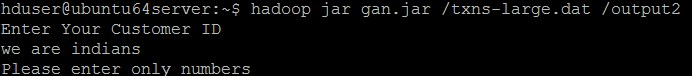 hduser@ubuntu64server:~$ hadoop jar gan.jar /txns-large.dat /output2
Enter Your Customer ID
we are indians
Please enter only numbers